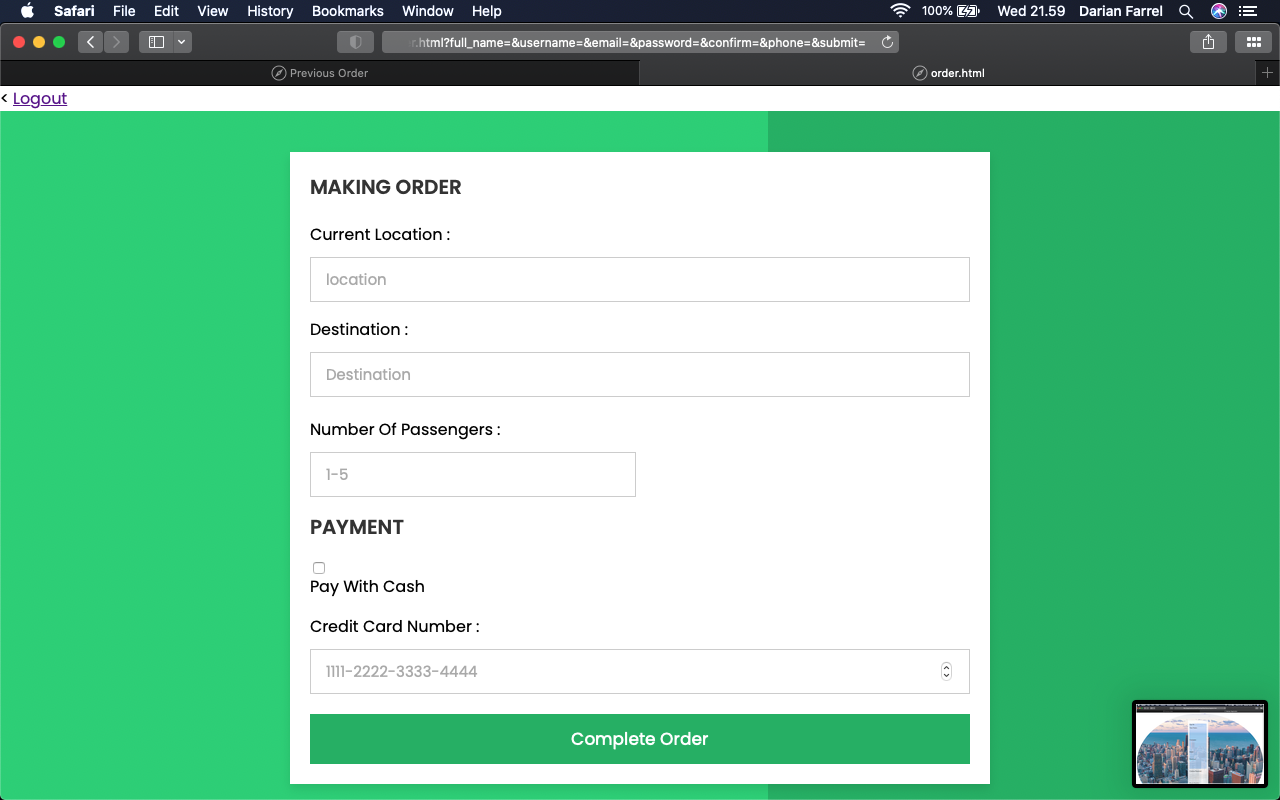 Safari File Edit View History Bookmarks Window Help 100% Wed 21.59 Darian Farrel
.html?full_name=&username=&email=&password=&confirm=&phone=&submit=
Previous Order order.html
< Logout
MAKING ORDER
Current Location :
location
Destination :
Destination
Number Of Passengers :
1-5
PAYMENT
Pay With Cash
Credit Card Number :
1111-2222-3333-4444
Complete Order